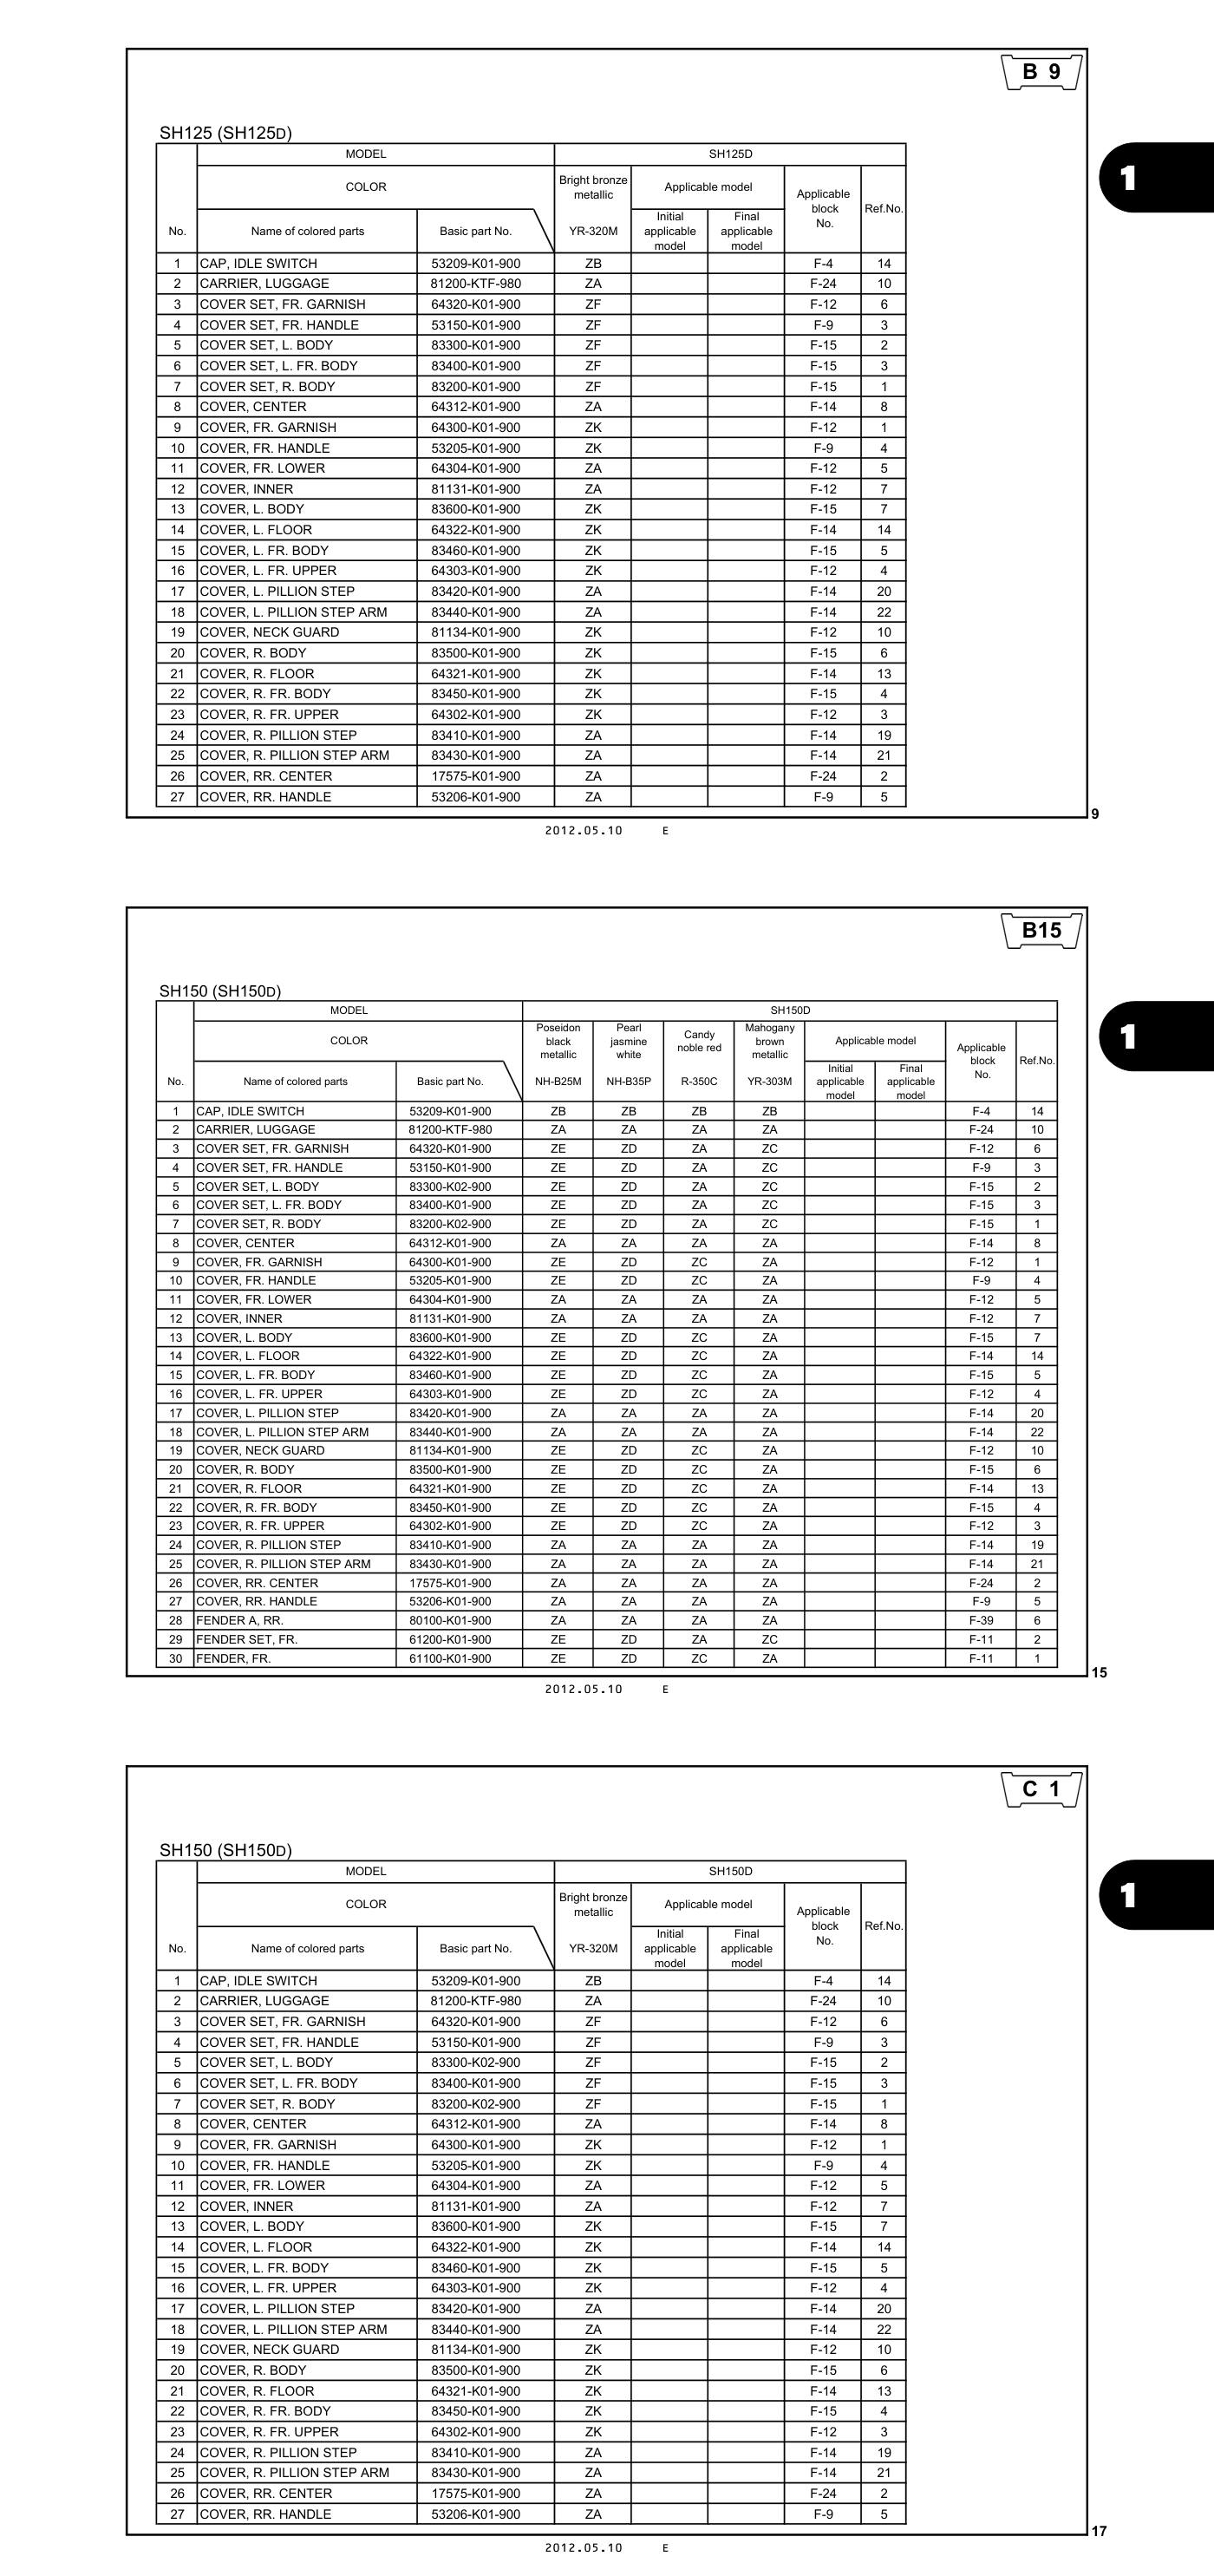 B 9
1
SH125 (SH125D)
MODEL SH125D
COLOR Bright bronze metallic Applicable model Applicable block No. Ref.No.
No. Name of colored parts Basic part No. YR-320M Initial applicable model Final applicable model
1 CAP, IDLE SWITCH 53209-K01-900 ZB F-4 14
2 CARRIER, LUGGAGE 81200-KTF-980 ZA F-24 10
3 COVER SET, FR. GARNISH 64320-K01-900 ZF F-12 6
4 COVER SET, FR. HANDLE 53150-K01-900 ZF F-9 3
5 COVER SET, L. BODY 83300-K01-900 ZF F-15 2
6 COVER SET, L. FR. BODY 83400-K01-900 ZF F-15 3
7 COVER SET, R. BODY 83200-K01-900 ZF F-15 1
8 COVER, CENTER 64312-K01-900 ZA F-14 8
9 COVER, FR. GARNISH 64300-K01-900 ZK F-12 1
10 COVER, FR. HANDLE 53205-K01-900 ZK F-9 4
11 COVER, FR. LOWER 64304-K01-900 ZA F-12 5
12 COVER, INNER 81131-K01-900 ZA F-12 7
13 COVER, L. BODY 83600-K01-900 ZK F-15 7
14 COVER, L. FLOOR 64322-K01-900 ZK F-14 14
15 COVER, L. FR. BODY 83460-K01-900 ZK F-15 5
16 COVER, L. FR. UPPER 64303-K01-900 ZK F-12 4
17 COVER, L. PILLION STEP 83420-K01-900 ZA F-14 20
18 COVER, L. PILLION STEP ARM 83440-K01-900 ZA F-14 22
19 COVER, NECK GUARD 81134-K01-900 ZK F-12 10
20 COVER, R. BODY 83500-K01-900 ZK F-15 6
21 COVER, R. FLOOR 64321-K01-900 ZK F-14 13
22 COVER, R. FR. BODY 83450-K01-900 ZK F-15 4
23 COVER, R. FR. UPPER 64302-K01-900 ZK F-12 3
24 COVER, R. PILLION STEP 83410-K01-900 ZA F-14 19
25 COVER, R. PILLION STEP ARM 83430-K01-900 ZA F-14 21
26 COVER, RR. CENTER 17575-K01-900 ZA F-24 2
27 COVER, RR. HANDLE 53206-K01-900 ZA F-9 5
9
2012.05.10 E
B15
1
SH150 (SH150D)
MODEL SH150D
COLOR Poseidon black metallic Pearl jasmine white Candy noble red Mahogany brown metallic Applicable model Applicable block No. Ref.No.
No. Name of colored parts Basic part No. NH-B25M NH-B35P R-350C YR-303M Initial applicable model Final applicable model
1 CAP, IDLE SWITCH 53209-K01-900 ZB ZB ZB ZB F-4 14
2 CARRIER, LUGGAGE 81200-KTF-980 ZA ZA ZA ZA F-24 10
3 COVER SET, FR. GARNISH 64320-K01-900 ZE ZD ZA ZC F-12 6
4 COVER SET, FR. HANDLE 53150-K01-900 ZE ZD ZA ZC F-9 3
5 COVER SET, L. BODY 83300-K02-900 ZE ZD ZA ZC F-15 2
6 COVER SET, L. FR. BODY 83400-K01-900 ZE ZD ZA ZC F-15 3
7 COVER SET, R. BODY 83200-K02-900 ZE ZD ZA ZC F-15 1
8 COVER, CENTER 64312-K01-900 ZA ZA ZA ZA F-14 8
9 COVER, FR. GARNISH 64300-K01-900 ZE ZD ZC ZA F-12 1
10 COVER, FR. HANDLE 53205-K01-900 ZE ZD ZC ZA F-9 4
11 COVER, FR. LOWER 64304-K01-900 ZA ZA ZA ZA F-12 5
12 COVER, INNER 81131-K01-900 ZA ZA ZA ZA F-12 7
13 COVER, L. BODY 83600-K01-900 ZE ZD ZC ZA F-15 7
14 COVER, L. FLOOR 64322-K01-900 ZE ZD ZC ZA F-14 14
15 COVER, L. FR. BODY 83460-K01-900 ZE ZD ZC ZA F-15 5
16 COVER, L. FR. UPPER 64303-K01-900 ZE ZD ZC ZA F-12 4
17 COVER, L. PILLION STEP 83420-K01-900 ZA ZA ZA ZA F-14 20
18 COVER, L. PILLION STEP ARM 83440-K01-900 ZA ZA ZA ZA F-14 22
19 COVER, NECK GUARD 81134-K01-900 ZE ZD ZC ZA F-12 10
20 COVER, R. BODY 83500-K01-900 ZE ZD ZC ZA F-15 6
21 COVER, R. FLOOR 64321-K01-900 ZE ZD ZC ZA F-14 13
22 COVER, R. FR. BODY 83450-K01-900 ZE ZD ZC ZA F-15 4
23 COVER, R. FR. UPPER 64302-K01-900 ZE ZD ZC ZA F-12 3
24 COVER, R. PILLION STEP 83410-K01-900 ZA ZA ZA ZA F-14 19
25 COVER, R. PILLION STEP ARM 83430-K01-900 ZA ZA ZA ZA F-14 21
26 COVER, RR. CENTER 17575-K01-900 ZA ZA ZA ZA F-24 2
27 COVER, RR. HANDLE 53206-K01-900 ZA ZA ZA ZA F-9 5
28 FENDER A, RR. 80100-K01-900 ZA ZA ZA ZA F-39 6
29 FENDER SET, FR. 61200-K01-900 ZE ZD ZA ZC F-11 2
30 FENDER, FR. 61100-K01-900 ZE ZD ZC ZA F-11 1
15
2012.05.10 E
C 1
1
SH150 (SH150D)
MODEL SH150D
COLOR Bright bronze metallic Applicable model Applicable block No. Ref.No.
No. Name of colored parts Basic part No. YR-320M Initial applicable model Final applicable model
1 CAP, IDLE SWITCH 53209-K01-900 ZB F-4 14
2 CARRIER, LUGGAGE 81200-KTF-980 ZA F-24 10
3 COVER SET, FR. GARNISH 64320-K01-900 ZF F-12 6
4 COVER SET, FR. HANDLE 53150-K01-900 ZF F-9 3
5 COVER SET, L. BODY 83300-K02-900 ZF F-15 2
6 COVER SET, L. FR. BODY 83400-K01-900 ZF F-15 3
7 COVER SET, R. BODY 83200-K02-900 ZF F-15 1
8 COVER, CENTER 64312-K01-900 ZA F-14 8
9 COVER, FR. GARNISH 64300-K01-900 ZK F-12 1
10 COVER, FR. HANDLE 53205-K01-900 ZK F-9 4
11 COVER, FR. LOWER 64304-K01-900 ZA F-12 5
12 COVER, INNER 81131-K01-900 ZA F-12 7
13 COVER, L. BODY 83600-K01-900 ZK F-15 7
14 COVER, L. FLOOR 64322-K01-900 ZK F-14 14
15 COVER, L. FR. BODY 83460-K01-900 ZK F-15 5
16 COVER, L. FR. UPPER 64303-K01-900 ZK F-12 4
17 COVER, L. PILLION STEP 83420-K01-900 ZA F-14 20
18 COVER, L. PILLION STEP ARM 83440-K01-900 ZA F-14 22
19 COVER, NECK GUARD 81134-K01-900 ZK F-12 10
20 COVER, R. BODY 83500-K01-900 ZK F-15 6
21 COVER, R. FLOOR 64321-K01-900 ZK F-14 13
22 COVER, R. FR. BODY 83450-K01-900 ZK F-15 4
23 COVER, R. FR. UPPER 64302-K01-900 ZK F-12 3
24 COVER, R. PILLION STEP 83410-K01-900 ZA F-14 19
25 COVER, R. PILLION STEP ARM 83430-K01-900 ZA F-14 21
26 COVER, RR. CENTER 17575-K01-900 ZA F-24 2
27 COVER, RR. HANDLE 53206-K01-900 ZA F-9 5
17
2012.05.10 E